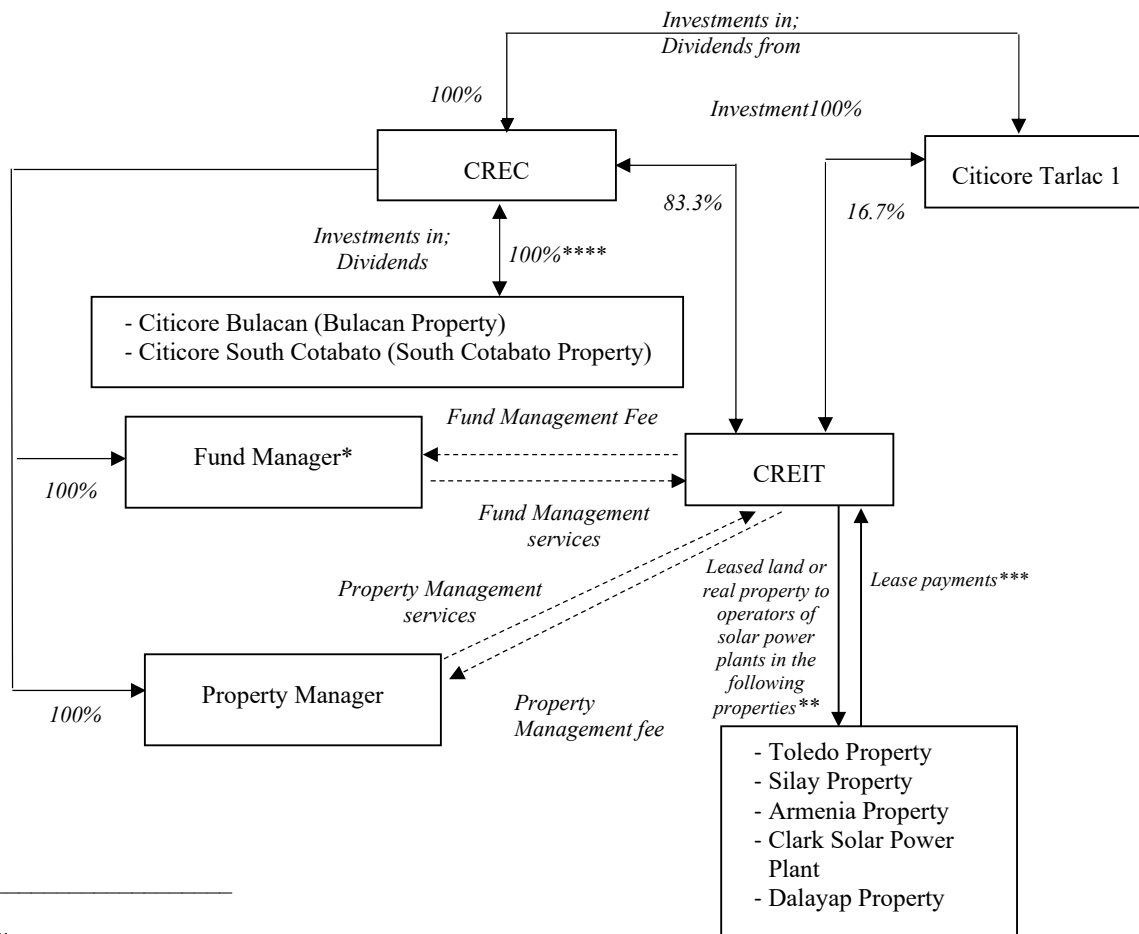 Investments in;
Dividends from
100%
Investment100%
CREC
Citicore Tarlac 1
83.3%
16.7%
Investments in;
Dividends
100%****
- Citicore Bulacan (Bulacan Property)
- Citicore South Cotabato (South Cotabato Property)
Fund Management Fee
Fund Manager*
CREIT
100%
Fund Management
services
Leased land or
real property to
operators of
solar power
plants in the
following
properties**
Lease payments***
Property Management
services
Property Manager
100%
Property
Management fee
- Toledo Property
- Silay Property
- Armenia Property
- Clark Solar Power
Plant
- Dalayap Property